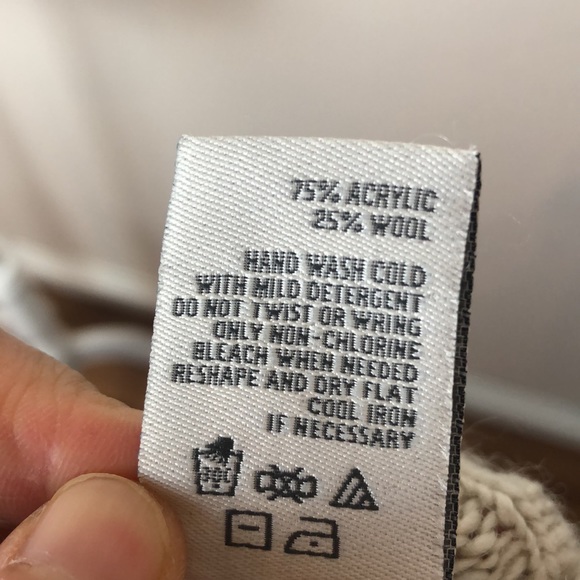 75% ACRYLIC
25% WOOL
HAND WASH COLD
WITH MILD DETERGENT
DO NOT TWIST OR WRING
ONLY NON-CHLORINE
BLEACH WHEN NEEDED
RESHAPE AND DRY FLAT
COOL IRON
IF NECESSARY